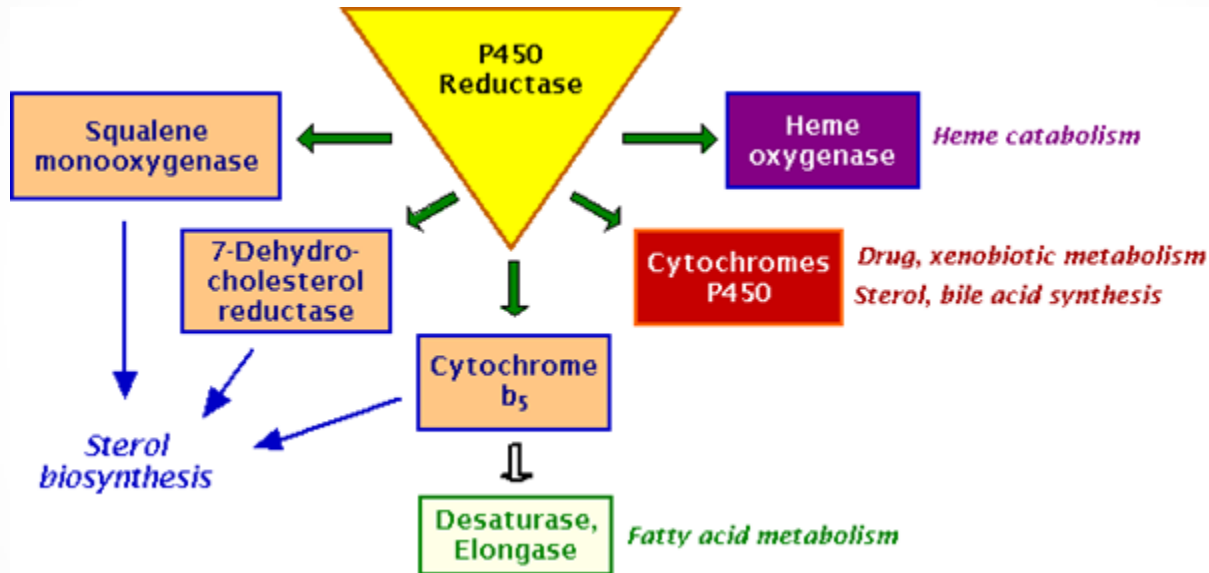 P450
Reductase
Squalene
monooxygenase
Heme
oxygenase
Heme catabolism
7-Dehydro-
cholesterol
reductase
Cytochromes
P450
Drug, xenobiotic metabolism
Sterol, bile acid synthesis
Cytochrome
b₅
Sterol
biosynthesis
Desaturase,
Elongase
Fatty acid metabolism